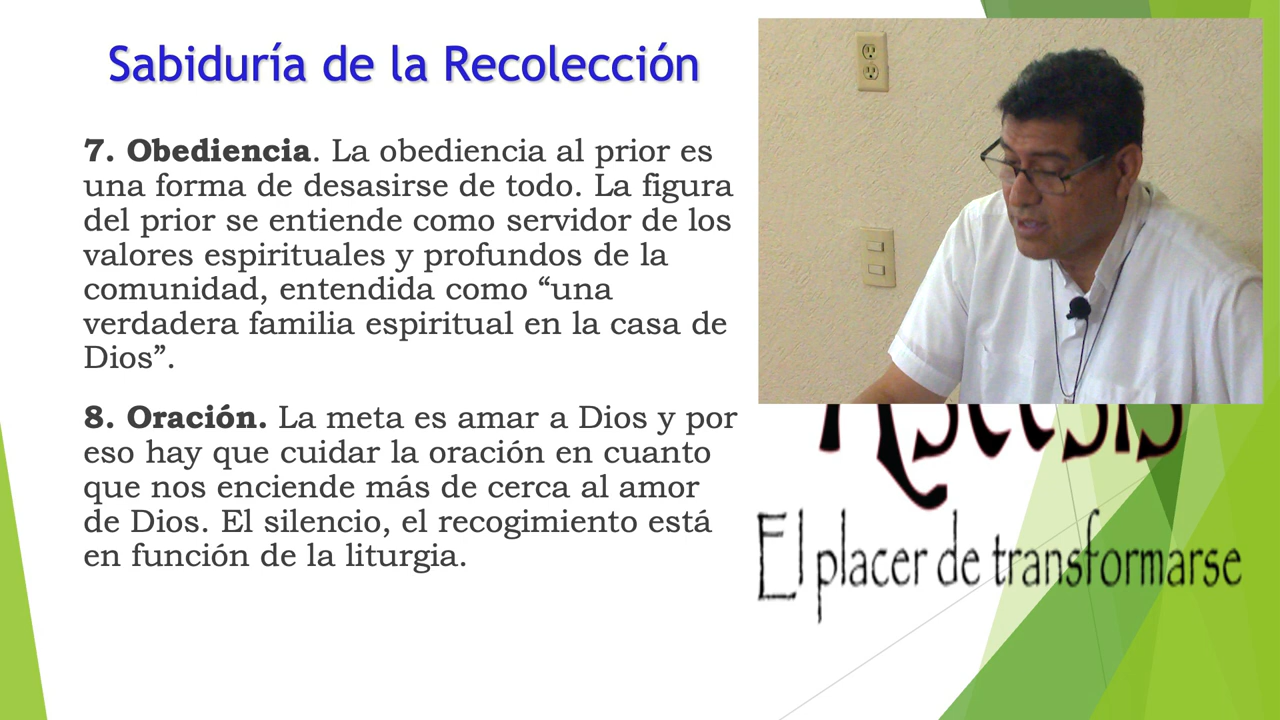 Sabiduría de la Recolección
7. Obediencia. La obediencia al prior es
una forma de desasirse de todo. La figura
del prior se entiende como servidor de los
valores espirituales y profundos de la
comunidad, entendida como “una
verdadera familia espiritual en la casa de
Dios”.
8. Oración. La meta es amar a Dios y por
eso hay que cuidar la oración en cuanto
que nos enciende más de cerca al amor
de Dios. El silencio, el recogimiento está
en función de la liturgia.
El placer de transformarse